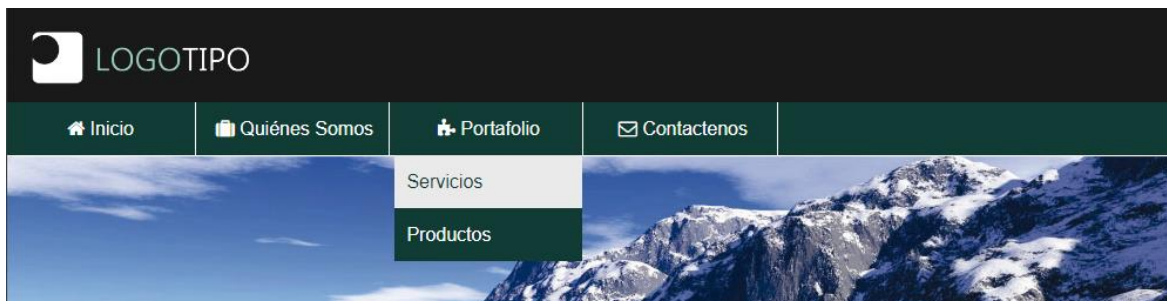 LOGOTIPO
Inicio Quiénes Somos Portafolio Contactenos
Servicios
Productos